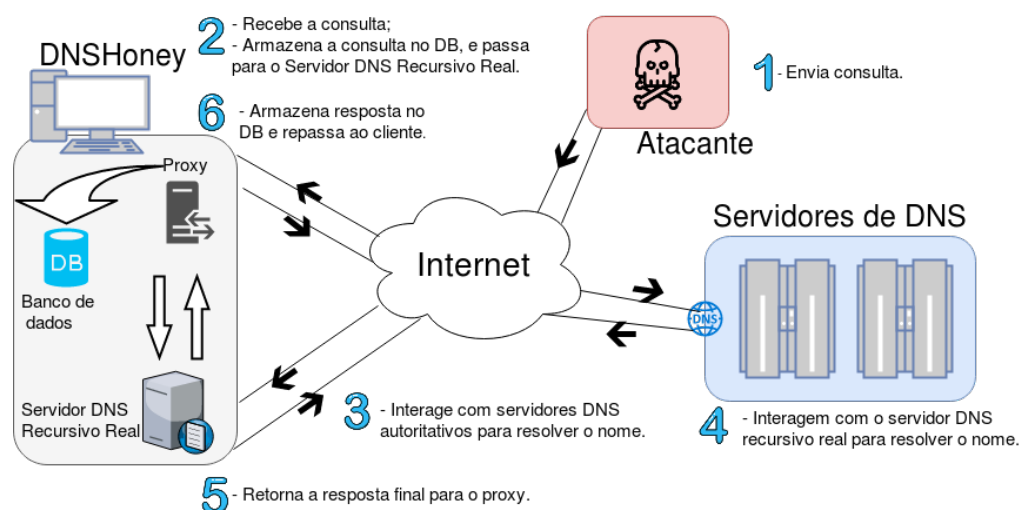 DNSHoney
2
- Recebe a consulta;
- Armazena a consulta no DB, e passa
para o Servidor DNS Recursivo Real.
6
- Armazena resposta no
DB e repassa ao cliente.
1
- Envia consulta.
Atacante
Proxy
DB
Banco de
dados
Servidor DNS
Recursivo Real
Internet
Servidores de DNS
DNS
3
- Interage com servidores DNS
autoritativos para resolver o nome.
4
- Interagem com o servidor DNS
recursivo real para resolver o nome.
5
- Retorna a resposta final para o proxy.